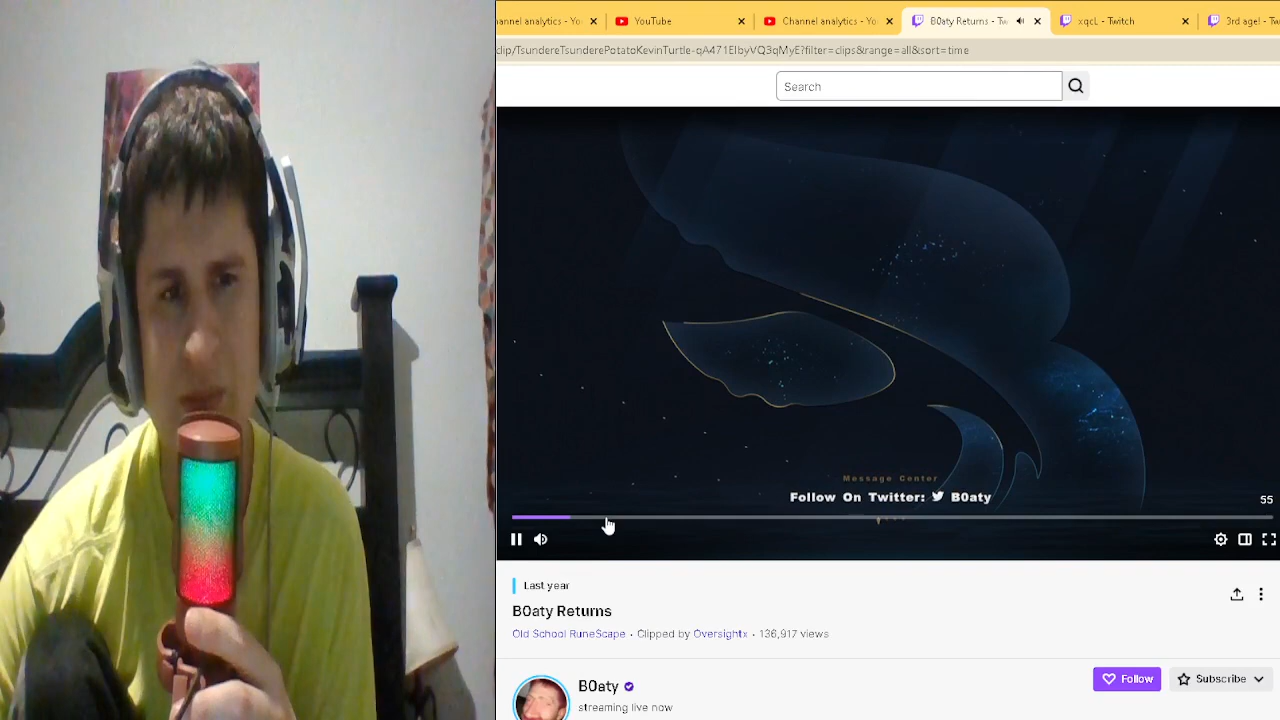 hannel analytics - Yo
YouTube
Channel analytics - Yo
B0aty Returns - Tw
xqcL - Twitch
3rd age! - Tw
clip/TsundereTsunderePotatoKevinTurtle-qA471EIbyVQ3qMyE?filter=clips&range=all&sort=time
Search
Message Center
Follow On Twitter: B0aty
55
Last year
B0aty Returns
Old School RuneScape • Clipped by Oversightx • 136,917 views
B0aty
streaming live now
Follow
Subscribe